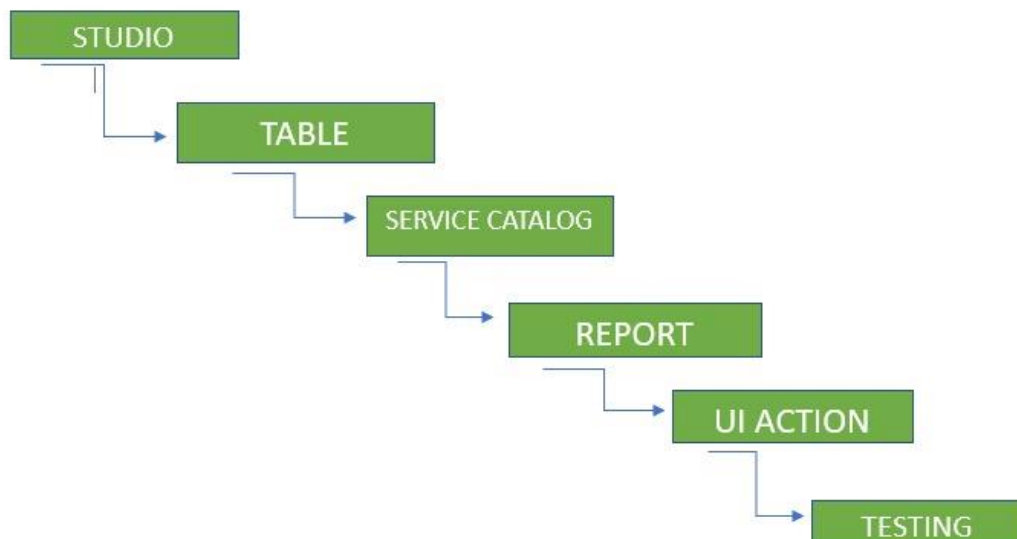 STUDIO
TABLE
SERVICE CATALOG
REPORT
UI ACTION
TESTING